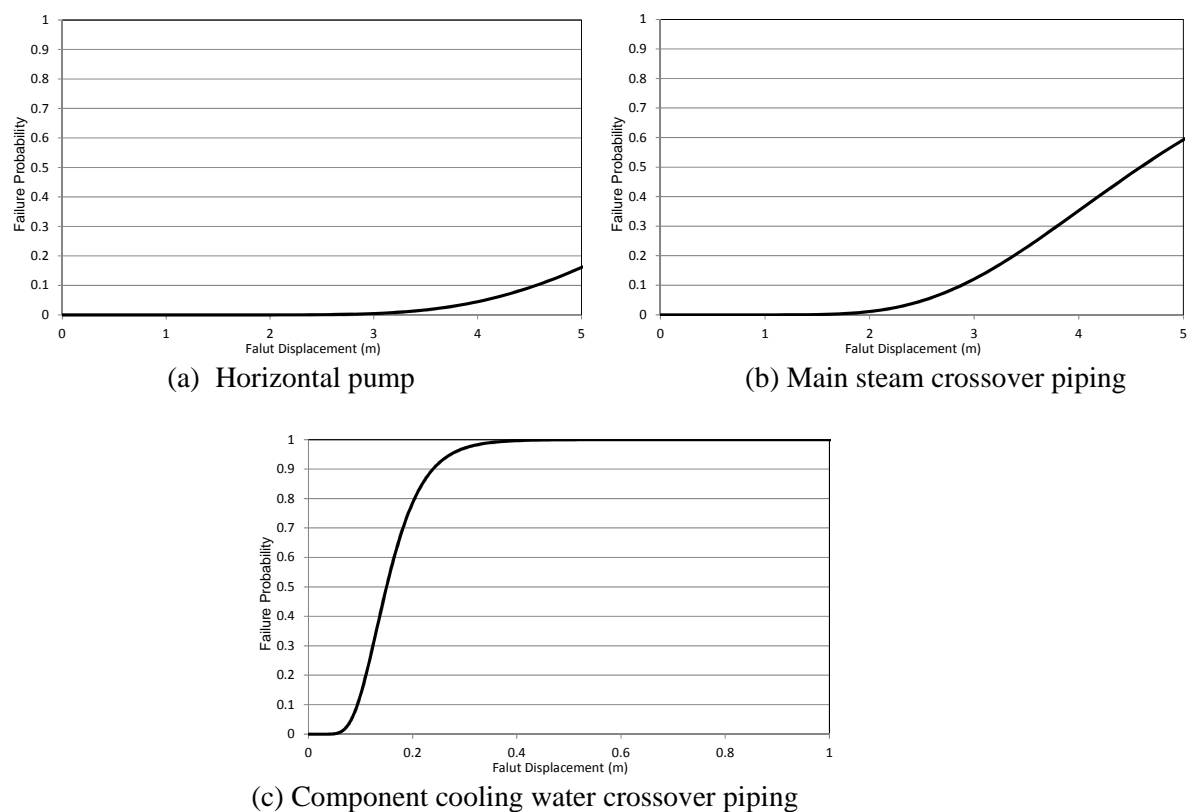 1
0.9
0.8
0.7
0.6
0.5
0.4
0.3
0.2
0.1
0
Failure Probability
0 1 2 3 4 5
Falut Displacement (m)
(a) Horizontal pump
1
0.9
0.8
0.7
0.6
0.5
0.4
0.3
0.2
0.1
0
Failure Probability
0 1 2 3 4 5
Falut Displacement (m)
(b) Main steam crossover piping
1
0.9
0.8
0.7
0.6
0.5
0.4
0.3
0.2
0.1
0
Failure Probability
0 0.2 0.4 0.6 0.8 1
Falut Displacement (m)
(c) Component cooling water crossover piping